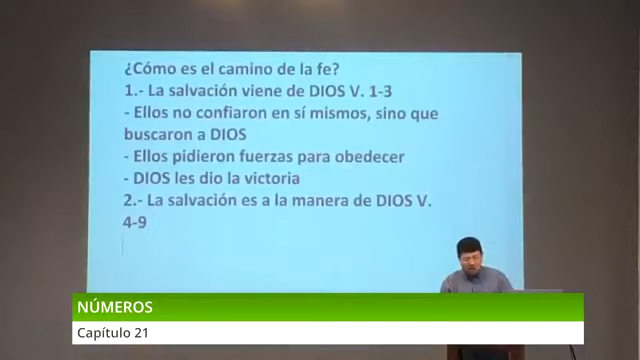 ¿Cómo es el camino de la fe?
1.- La salvación viene de DIOS V. 1-3
- Ellos no confiaron en sí mismos, sino que
buscaron a DIOS
- Ellos pidieron fuerzas para obedecer
- DIOS les dio la victoria
2.- La salvación es a la manera de DIOS V.
4-9
NÚMEROS
Capítulo 21